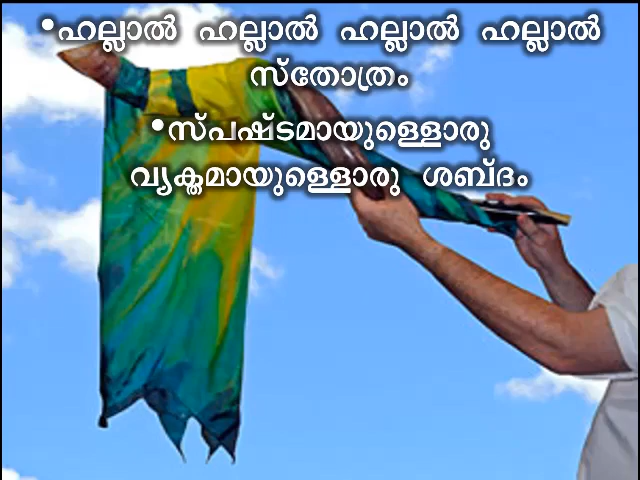 •ഹല്ലാൽ ഹല്ലാൽ ഹല്ലാൽ ഹല്ലാൽ
സ്തോത്രം
•സ്പഷ്ടമായുള്ളൊരു
വ്യക്തമായുള്ളൊരു ശബ്ദം